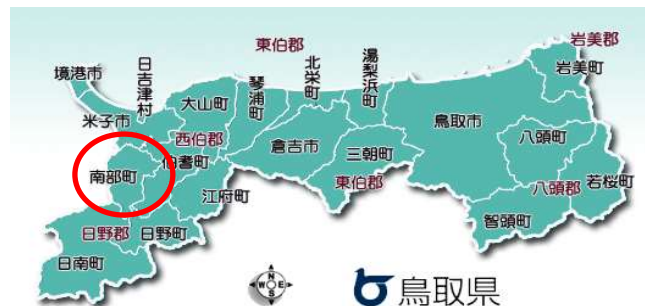 東伯郡
岩美郡
境港市
日吉津村
大山町
琴浦町
北栄町
湯梨浜町
岩美町
米子市
西伯郡
鳥取市
八頭町
南部町
伯耆町
倉吉市
三朝町
江府町
東伯郡
八頭郡
若桜町
日野郡
日野町
智頭町
日南町
N
W E
S
鳥取県